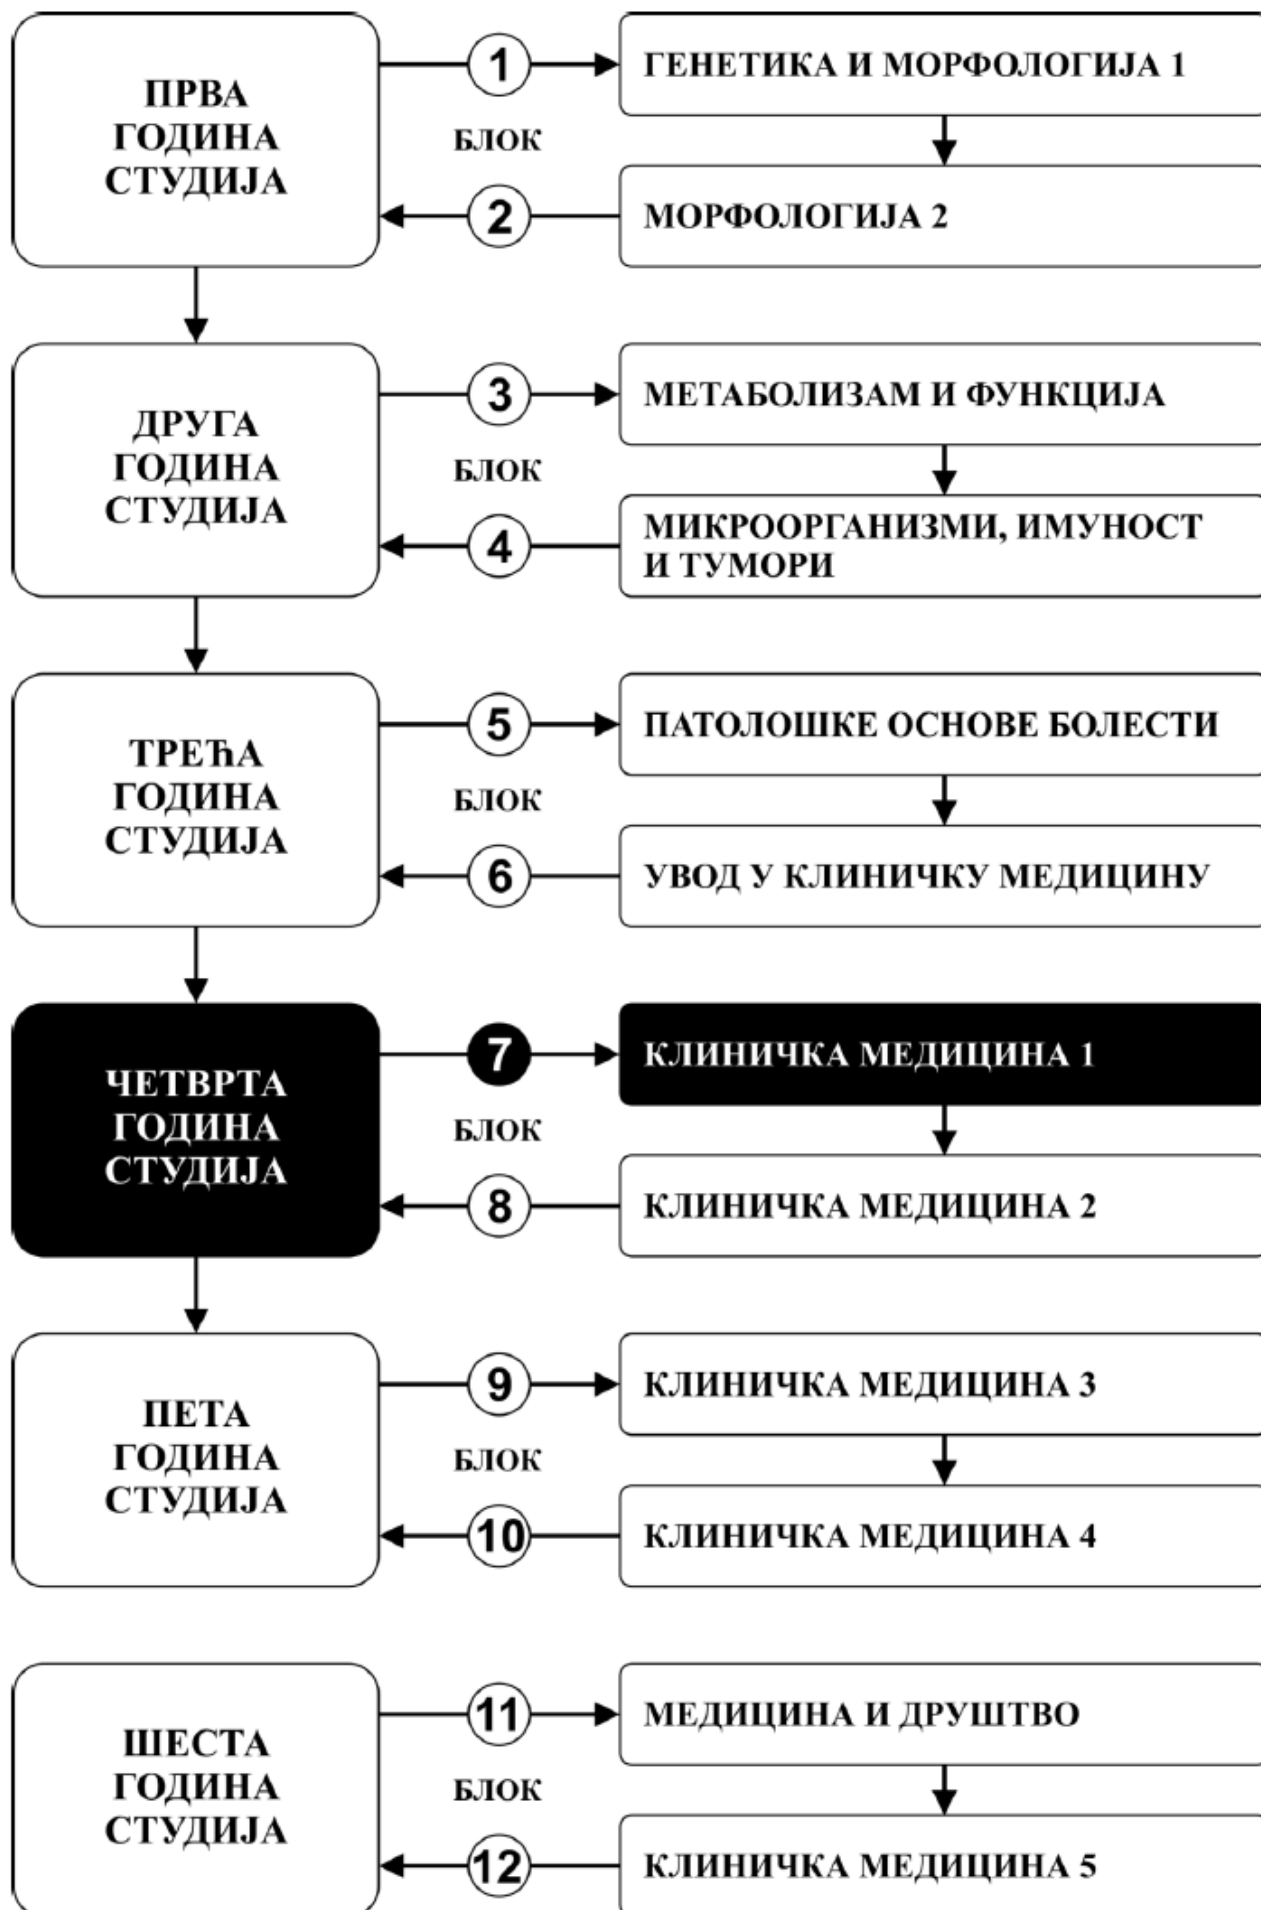 ПРВА
ГОДИНА
СТУДИЈА
1
ГЕНЕТИКА И МОРФОЛОГИЈА 1
БЛОК
2
МОРФОЛОГИЈА 2
ДРУГА
ГОДИНА
СТУДИЈА
3
МЕТАБОЛИЗАМ И ФУНКЦИЈА
БЛОК
4
МИКРООРГАНИЗМИ, ИМУНОСТ
И ТУМОРИ
ТРЕЋА
ГОДИНА
СТУДИЈА
5
ПАТОЛОШКЕ ОСНОВЕ БОЛЕСТИ
БЛОК
6
УВОД У КЛИНИЧКУ МЕДИЦИНУ
ЧЕТВРТА
ГОДИНА
СТУДИЈА
7
КЛИНИЧКА МЕДИЦИНА 1
БЛОК
8
КЛИНИЧКА МЕДИЦИНА 2
ПЕТА
ГОДИНА
СТУДИЈА
9
КЛИНИЧКА МЕДИЦИНА 3
БЛОК
10
КЛИНИЧКА МЕДИЦИНА 4
ШЕСТА
ГОДИНА
СТУДИЈА
11
МЕДИЦИНА И ДРУШТВО
БЛОК
12
КЛИНИЧКА МЕДИЦИНА 5